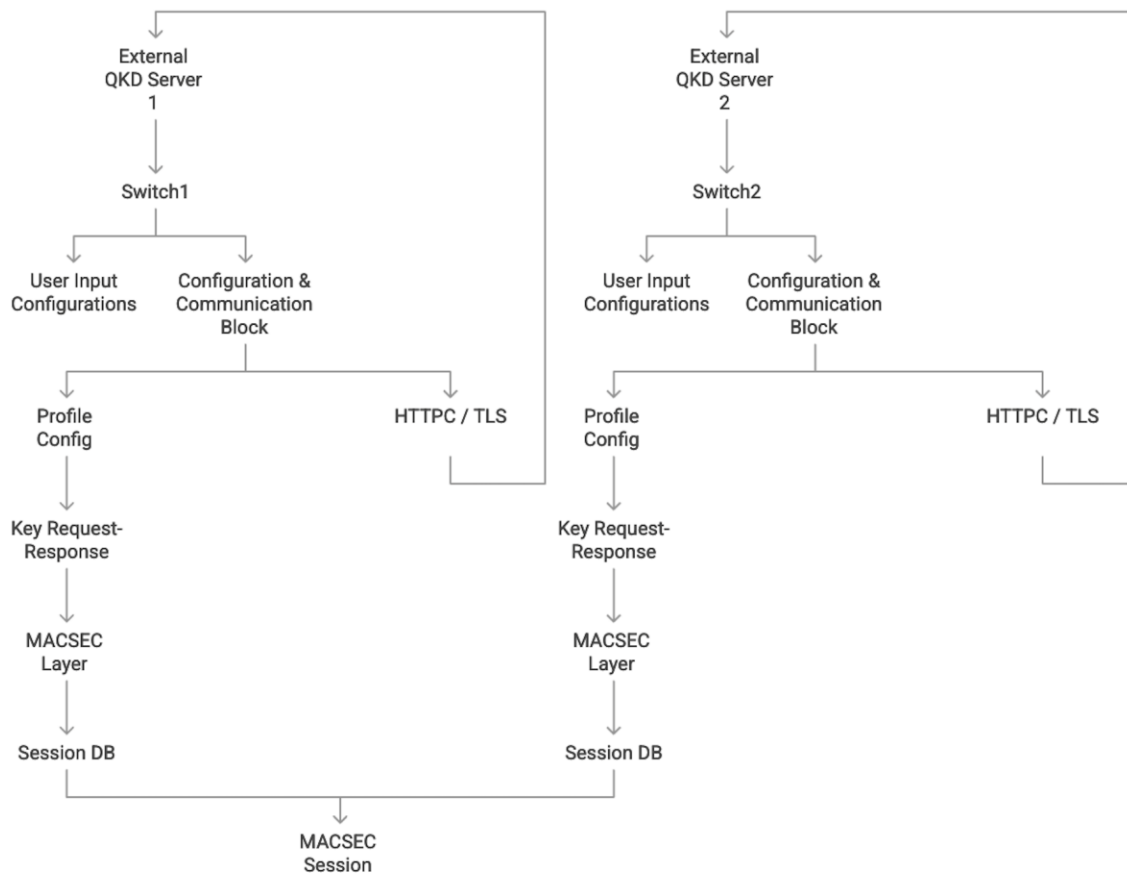 External
QKD Server
1
External
QKD Server
2
Switch1
Switch2
User Input
Configurations
Configuration &
Communication
Block
User Input
Configurations
Configuration &
Communication
Block
Profile
Config
HTTPC / TLS
Profile
Config
HTTPC / TLS
Key Request-
Response
Key Request-
Response
MACSEC
Layer
MACSEC
Layer
Session DB
Session DB
MACSEC
Session